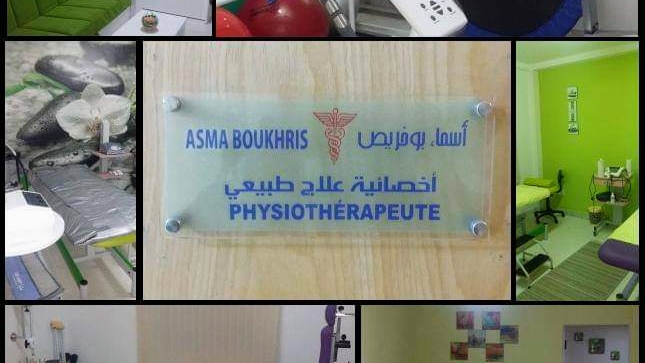 ASMA BOUKHRIS أسماء بوخريص
أخصائية علاج طبيعي
PHYSIOTHÉRAPEUTE